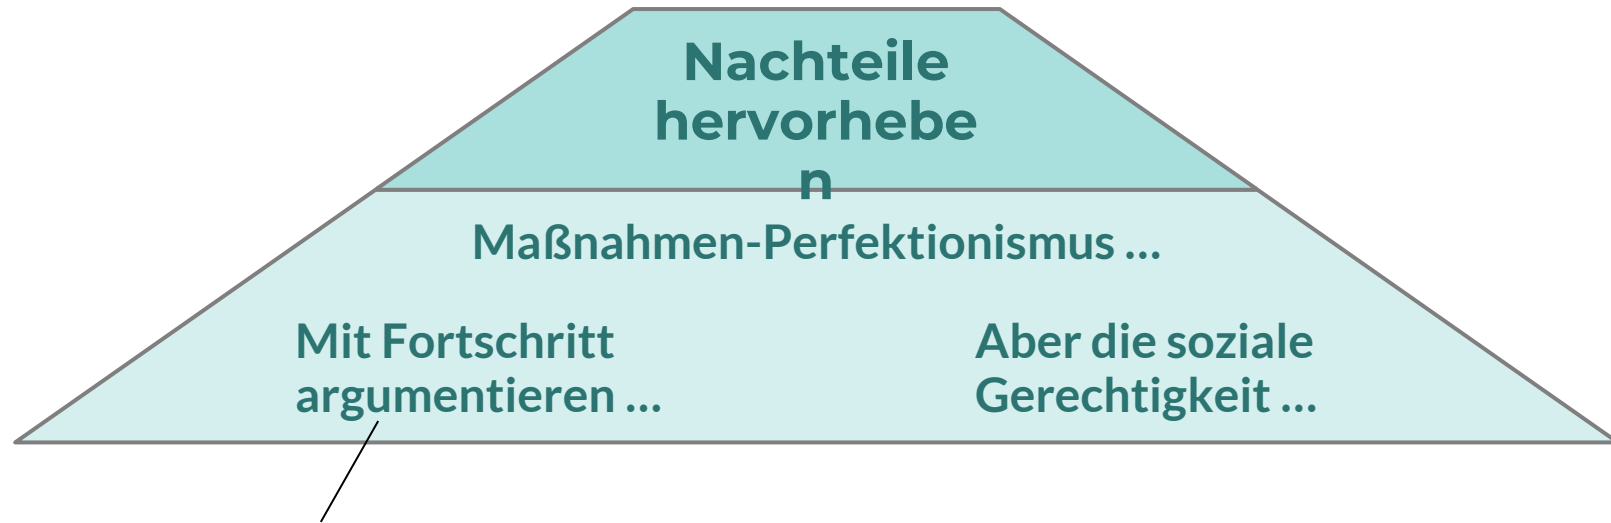 Nachteile
hervorhebe
n
Maßnahmen-Perfektionismus ...
Mit Fortschritt
argumentieren ...
Aber die soziale
Gerechtigkeit ...